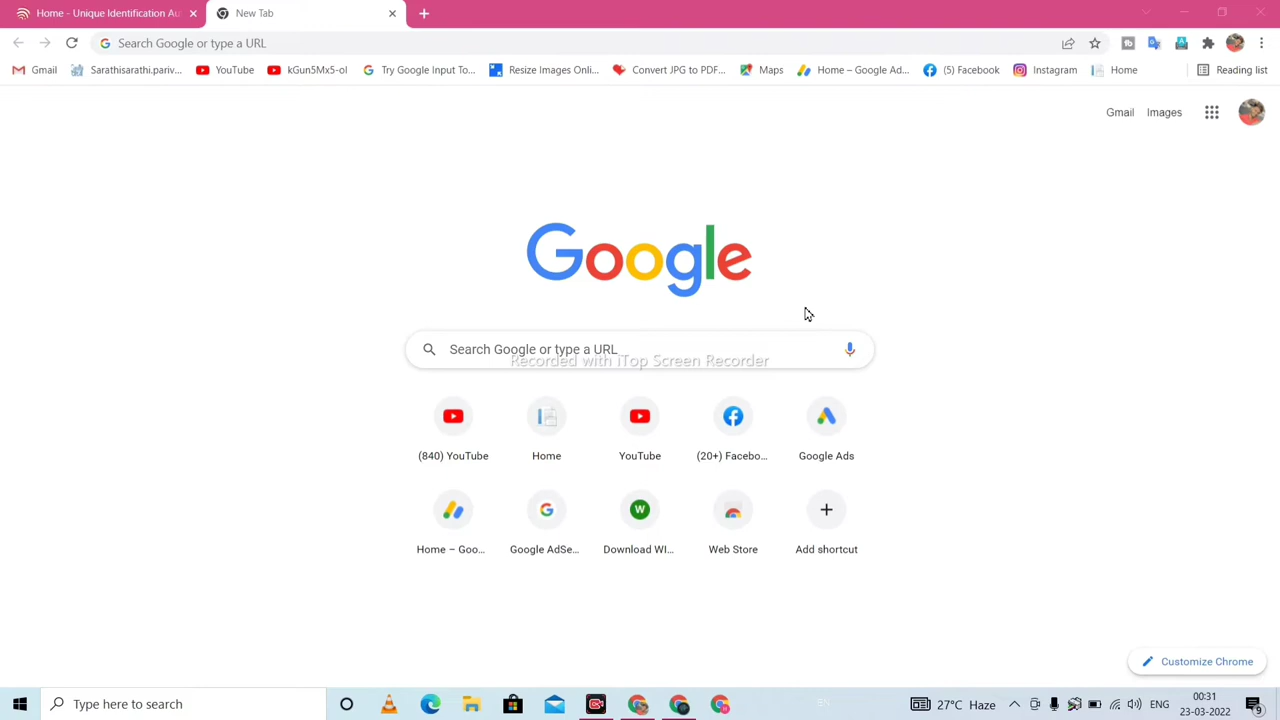 Home - Unique Identification Au
New Tab
Search Google or type a URL
Gmail
Sarathisarathi.pariv...
YouTube
kGun5Mx5-oI
Try Google Input To...
Resize Images Onli...
Convert JPG to PDF...
Maps
Home – Google Ad...
(5) Facebook
Instagram
Home
Reading list
Gmail
Images
Google
Search Google or type a URL
Recorded with iTop Screen Recorder
(840) YouTube
Home
YouTube
(20+) Facebo...
Google Ads
Home – Goo...
Google AdSe...
W
Download WI...
Web Store
Add shortcut
Customize Chrome
Type here to search
BN
27°C Haze
ENG
00:31
23-03-2022
9